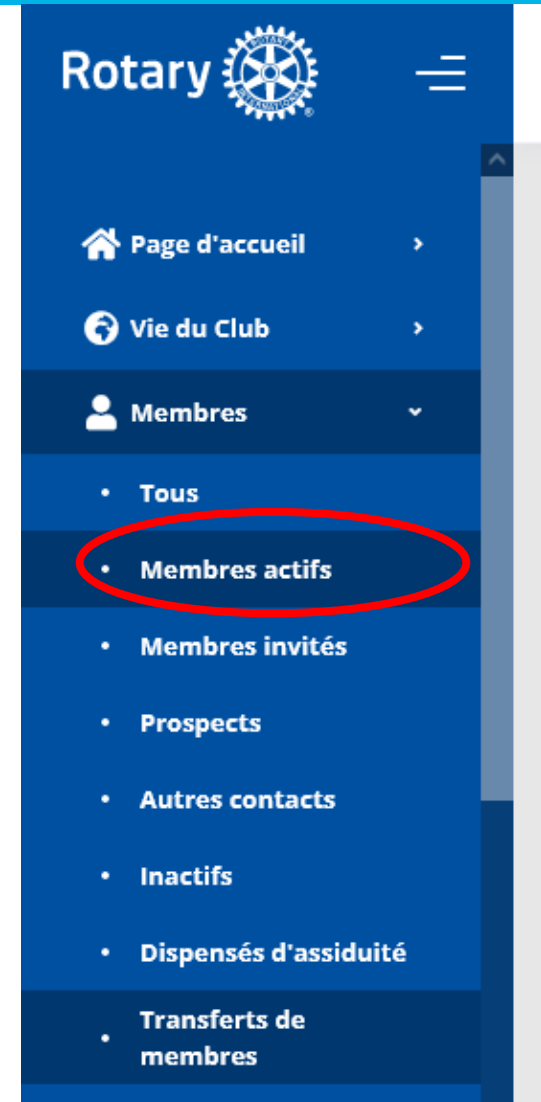 Rotary
Page d'accueil
Vie du Club
Membres
• Tous
• Membres actifs
• Membres invités
• Prospects
• Autres contacts
• Inactifs
• Dispensés d'assiduité
• Transferts de
membres